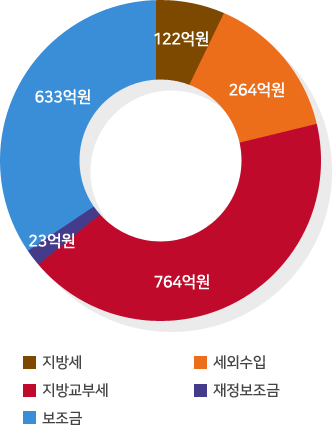 122억원
264억원
633억원
23억원
764억원
지방세
세외수입
지방교부세
재정보조금
보조금